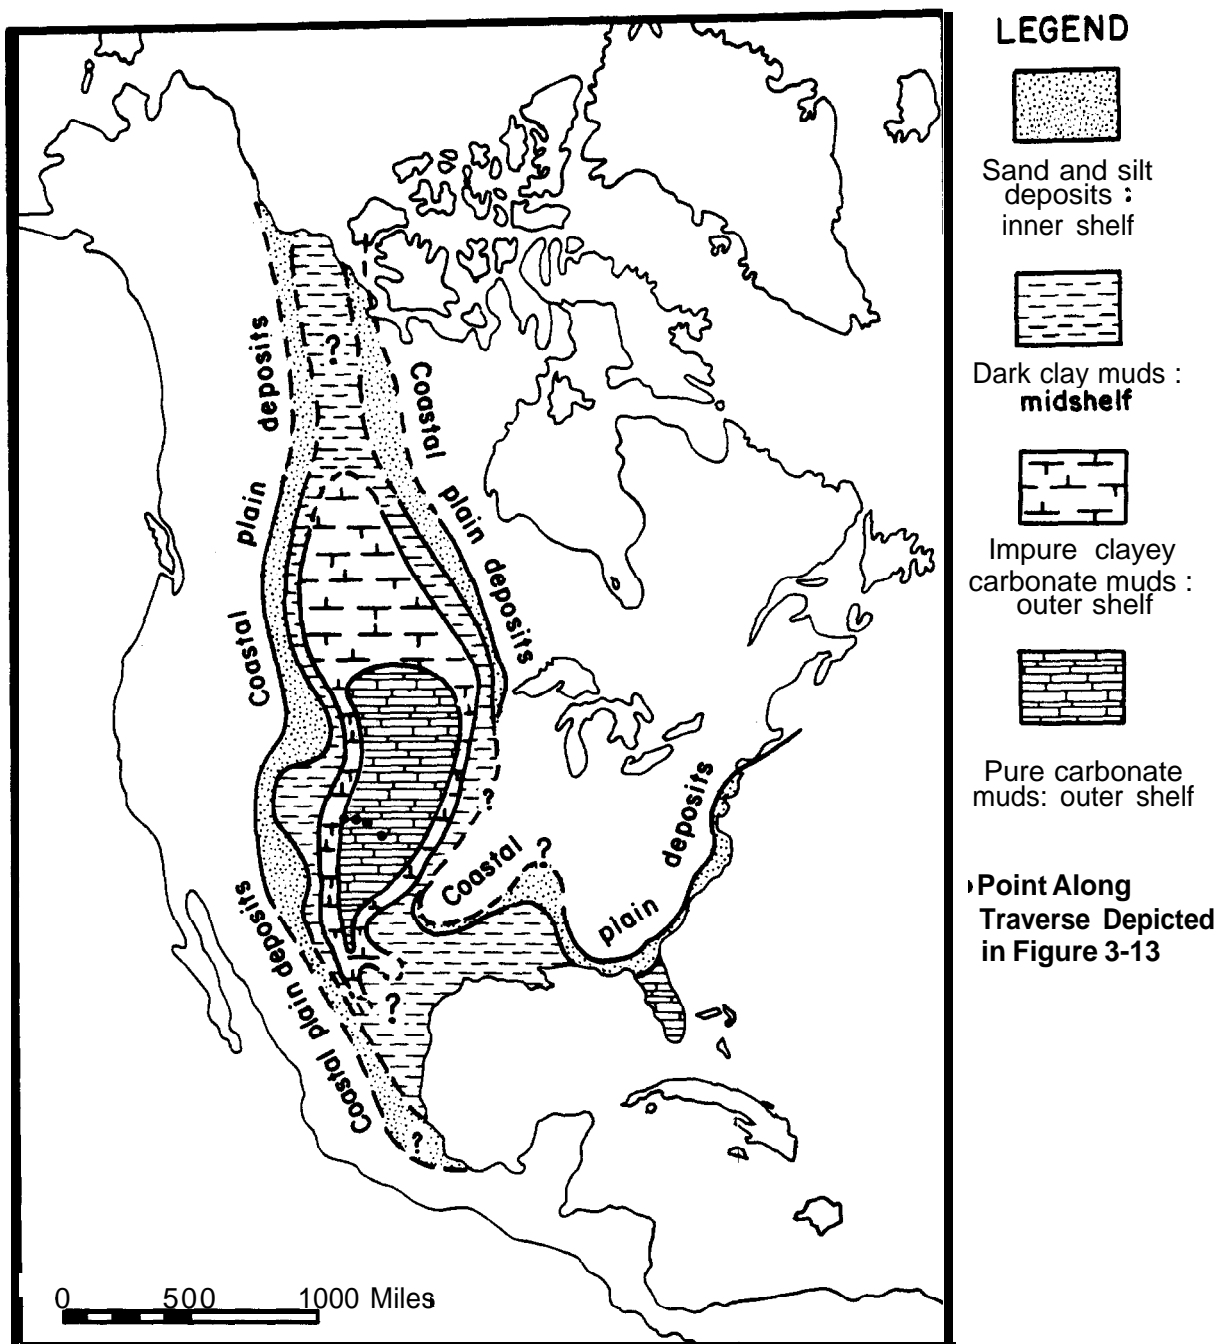 LEGEND
Sand and silt
deposits :
inner shelf
Dark clay muds :
midshelf
Impure clayey
carbonate muds :
outer shelf
Pure carbonate
muds: outer shelf
Point Along
Traverse Depicted
in Figure 3-13
Coastal plain deposits
Coastal plain deposits
?
?
Coastal ? plain deposits
Coastal plain deposits
?
?
0 500 1000 Miles